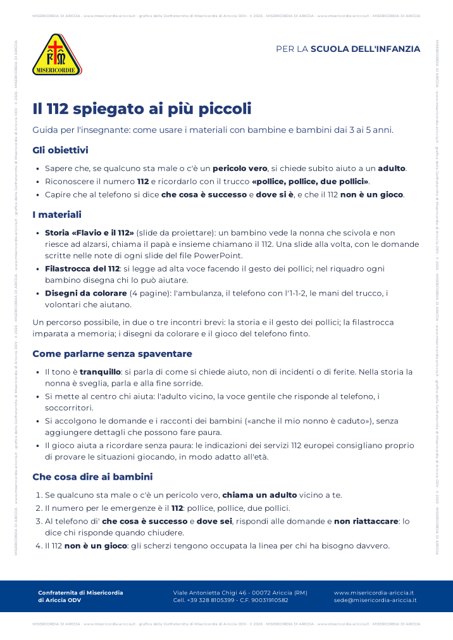 MISERICORDIA DI ARICCIA
PER LA SCUOLA DELL'INFANZIA
MISERICORDIE
Il 112 spiegato ai più piccoli
Guida per l'insegnante: come usare i materiali con bambine e bambini dai 3 ai 5 anni.
Gli obiettivi
• Sapere che, se qualcuno sta male o c'è un pericolo vero, si chiede subito aiuto a un adulto.
• Riconoscere il numero 112 e ricordarlo con il trucco «pollice, pollice, due pollici».
• Capire che al telefono si dice che cosa è successo e dove si è, e che il 112 non è un gioco.
I materiali
• Storia «Flavio e il 112» (slide da proiettare): un bambino vede la nonna che scivola e non
riesce ad alzarsi, chiama il papà e insieme chiamano il 112. Una slide alla volta, con le domande
scritte nelle note di ogni slide del file PowerPoint.
• Filastrocca del 112: si legge ad alta voce facendo il gesto dei pollici; nel riquadro ogni
bambino disegna chi lo può aiutare.
• Disegni da colorare (4 pagine): l'ambulanza, il telefono con l'1-1-2, le mani del trucco, i
volontari che aiutano.
Un percorso possibile, in due o tre incontri brevi: la storia e il gesto dei pollici; la filastrocca
imparata a memoria; i disegni da colorare e il gioco del telefono finto.
Come parlarne senza spaventare
• Il tono è tranquillo: si parla di come si chiede aiuto, non di incidenti o di ferite. Nella storia la
nonna è sveglia, parla e alla fine sorride.
• Si mette al centro chi aiuta: l'adulto vicino, la voce gentile che risponde al telefono, i
soccorritori.
• Si accolgono le domande e i racconti dei bambini («anche il mio nonno è caduto»), senza
aggiungere dettagli che possono fare paura.
• Il gioco aiuta a ricordare senza paura: le indicazioni dei servizi 112 europei consigliano proprio
di provare le situazioni giocando, in modo adatto all'età.
Che cosa dire ai bambini
1. Se qualcuno sta male o c'è un pericolo vero, chiama un adulto vicino a te.
2. Il numero per le emergenze è il 112: pollice, pollice, due pollici.
3. Al telefono di' che cosa è successo e dove sei, rispondi alle domande e non riattaccare: lo
dice chi risponde quando chiudere.
4. Il 112 non è un gioco: gli scherzi tengono occupata la linea per chi ha bisogno davvero.
Confraternita di Misericordia
di Ariccia ODV
Viale Antonietta Chigi 46 - 00072 Ariccia (RM)
Cell. +39 328 8105399 - C.F. 90031910582
www.misericordia-ariccia.it
sede@misericordia-ariccia.it